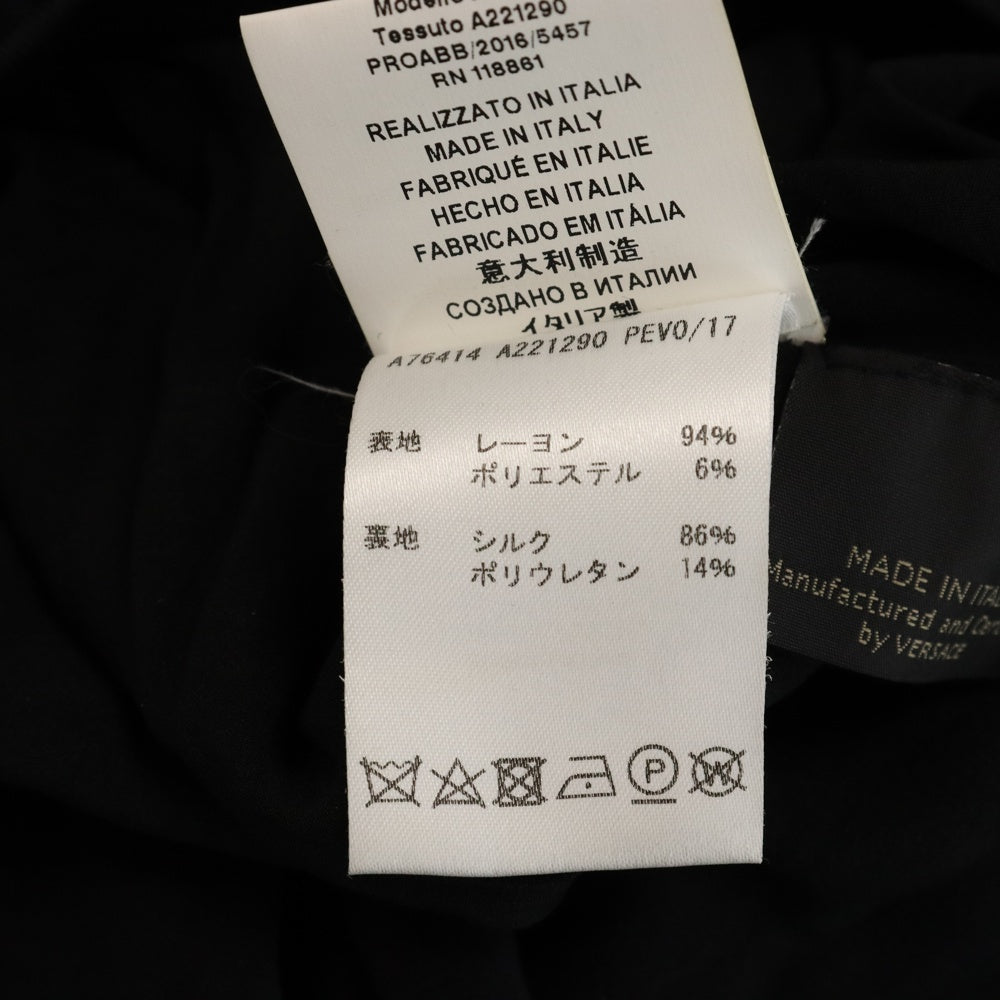 Modello
Tessuto A221290
PROABB/2016/5457
RN 118861
REALIZZATO IN ITALIA
MADE IN ITALY
FABRIQUÉ EN ITALIE
HECHO EN ITALIA
FABRICADO EM ITÁLIA
意大利制造
СОЗДАНО В ИТАЛИИ
イタリア製
A76414 A221290 PEV0/17
表地 レーヨン 94%
ポリエステル 6%
裏地 シルク 86%
ポリウレタン 14%
P
W
MADE IN
Manufactured and
by VERSACE